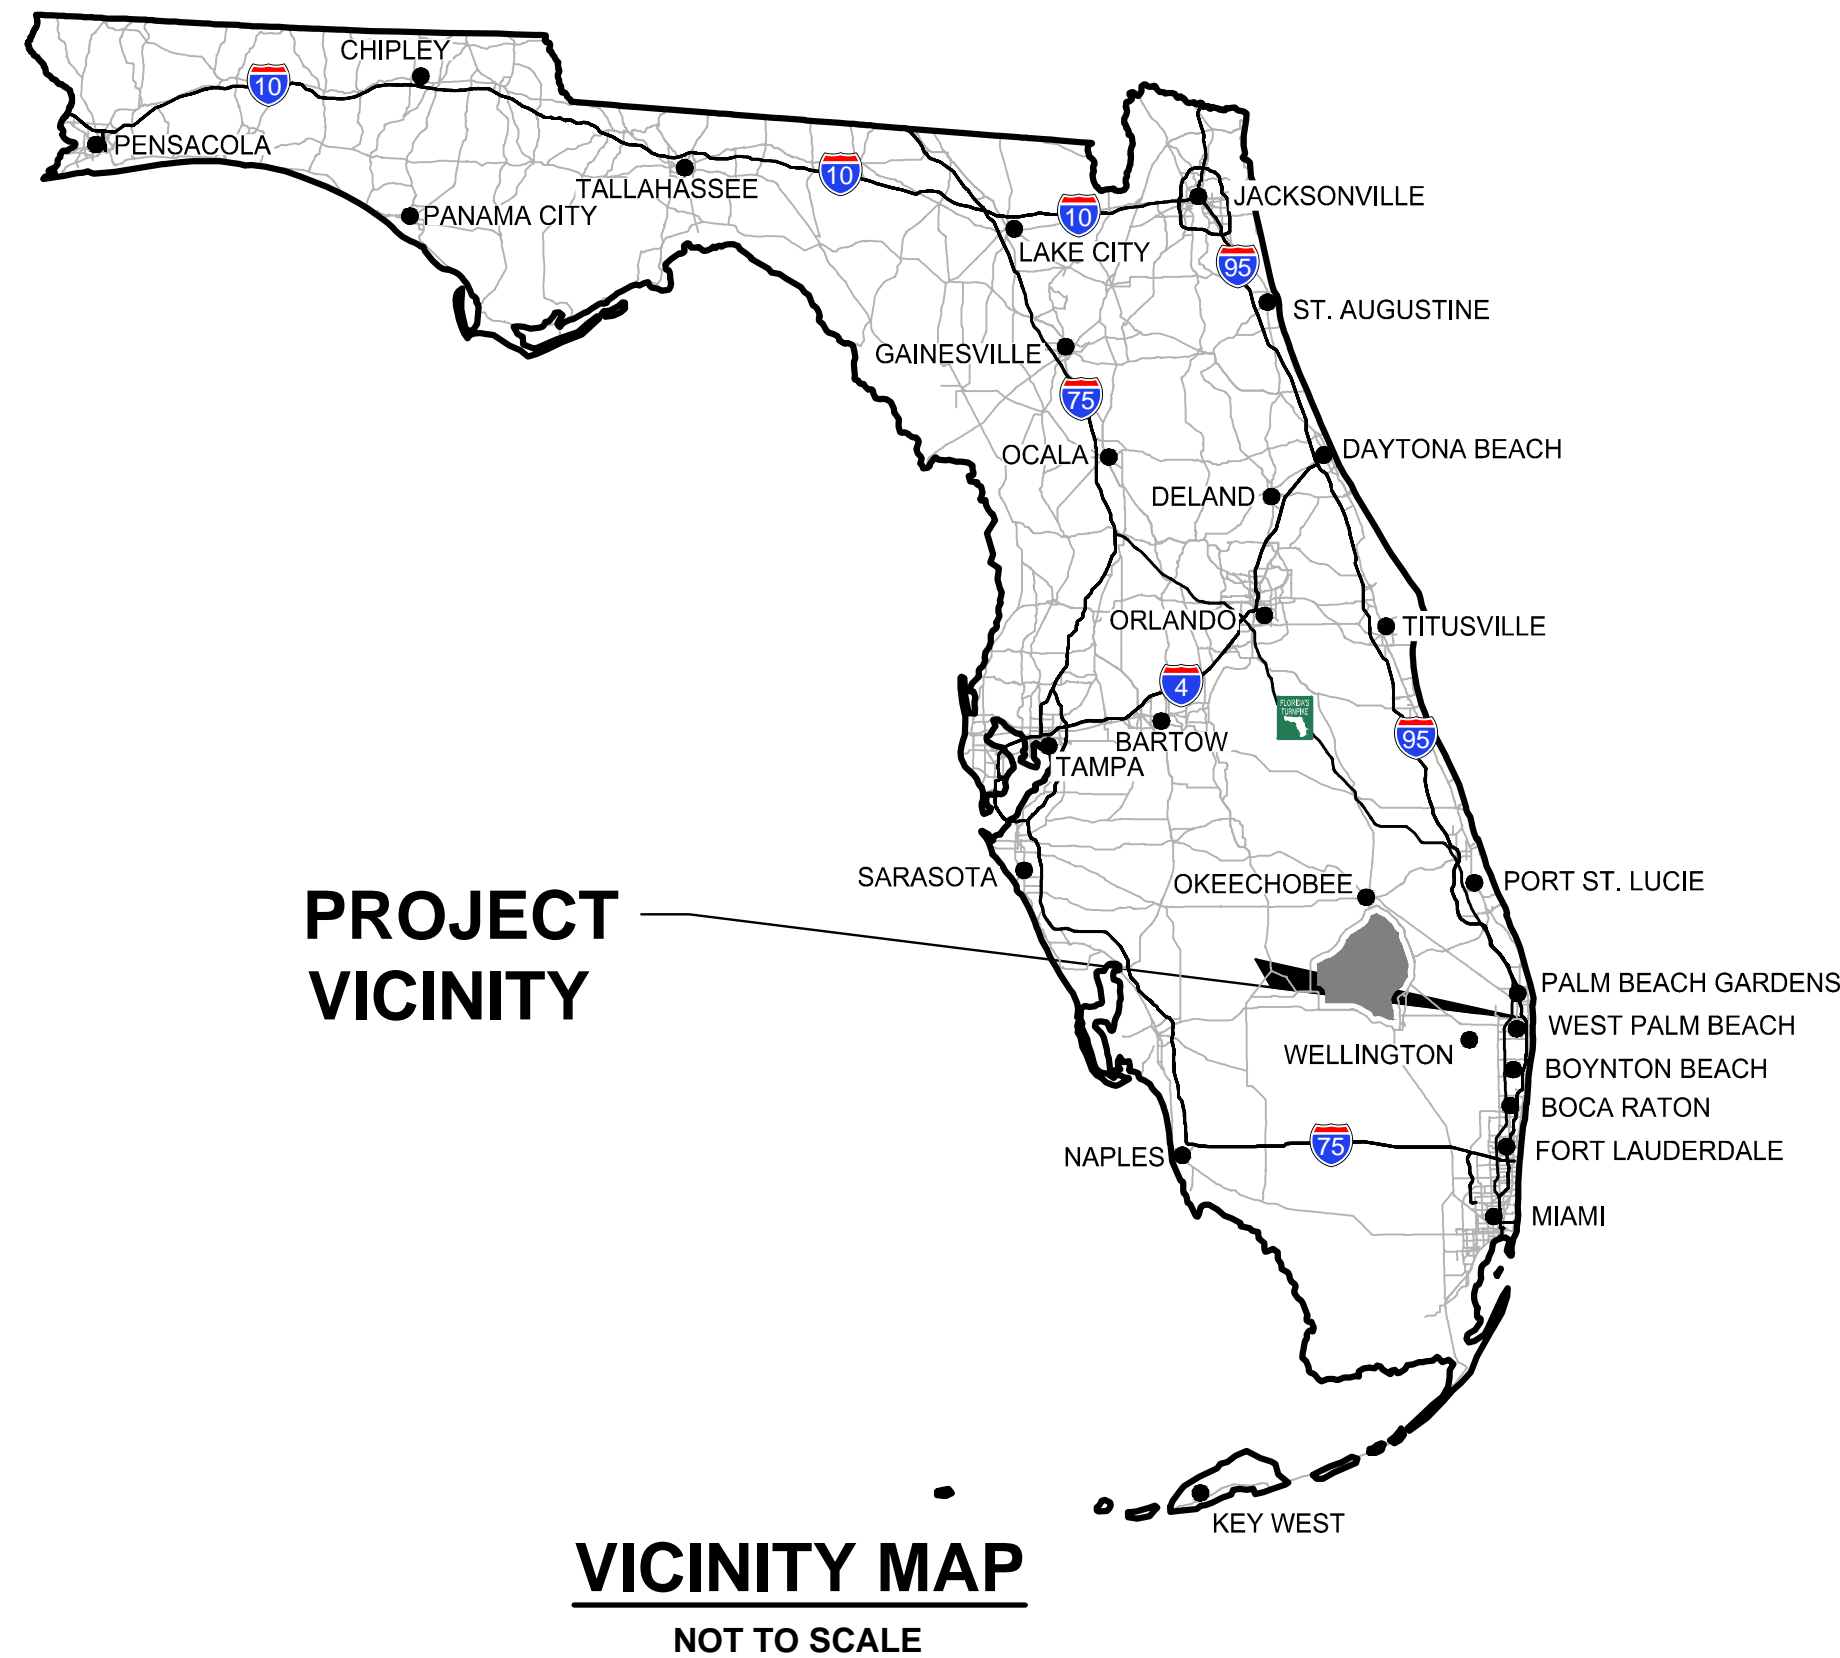 CHIPLEY
10
PENSACOLA
TALLAHASSEE
10
PANAMA CITY
10
JACKSONVILLE
LAKE CITY
95
ST. AUGUSTINE
GAINESVILLE
75
OCALA
DAYTONA BEACH
DELAND
ORLANDO
TITUSVILLE
4
FLORIDA'S
TURNPIKE
95
BARTOW
TAMPA
SARASOTA
OKEECHOBEE
PORT ST. LUCIE
PROJECT
VICINITY
PALM BEACH GARDENS
WEST PALM BEACH
WELLINGTON
BOYNTON BEACH
BOCA RATON
75
FORT LAUDERDALE
NAPLES
MIAMI
KEY WEST
VICINITY MAP
NOT TO SCALE